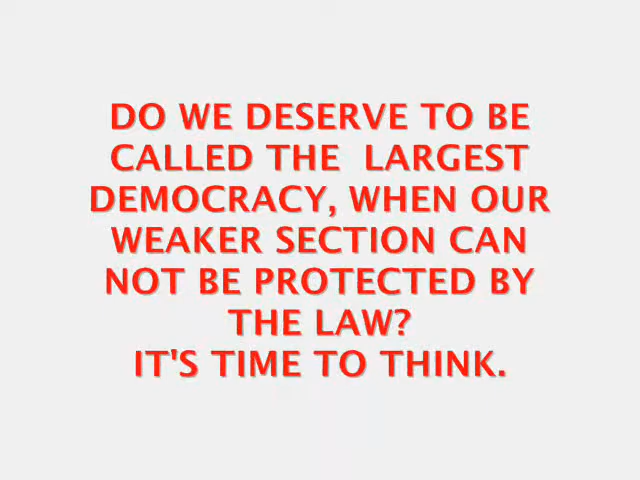 DO WE DESERVE TO BE
CALLED THE  LARGEST
DEMOCRACY, WHEN OUR
WEAKER SECTION CAN
NOT BE PROTECTED BY
THE LAW?
IT'S TIME TO THINK.